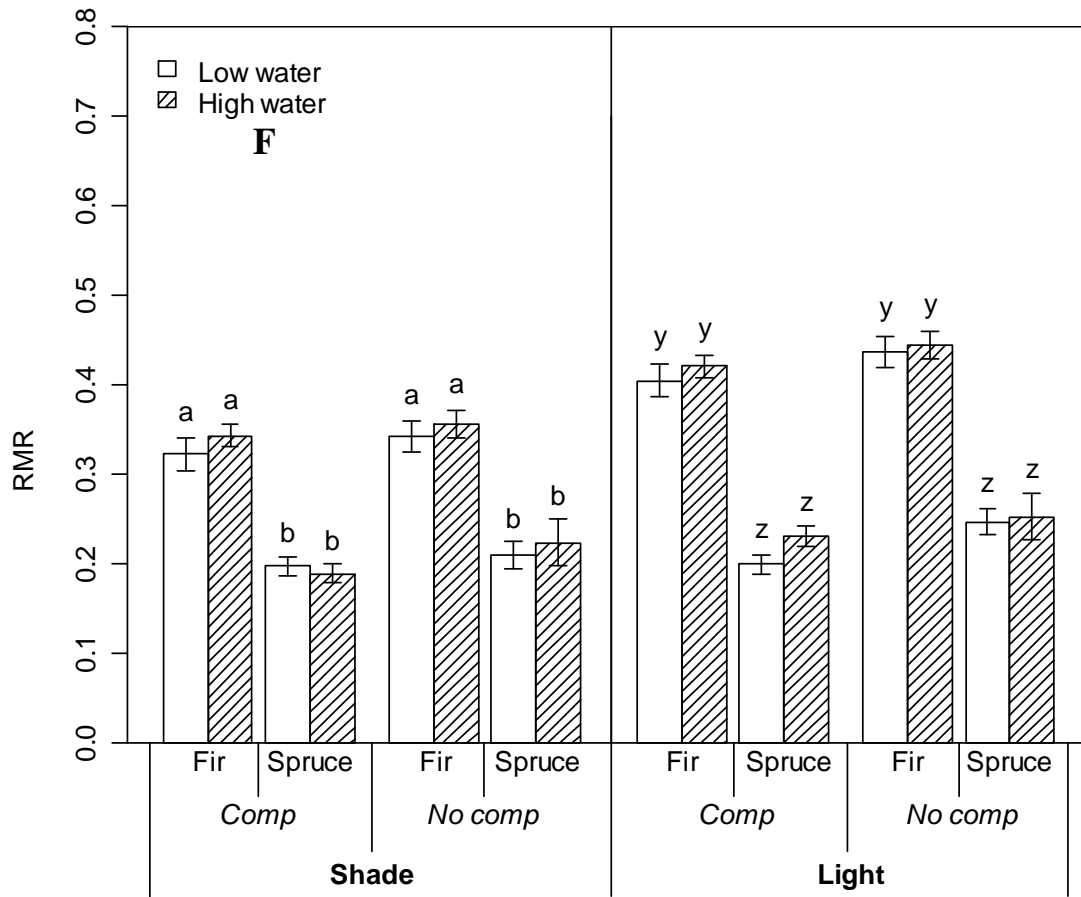 0.8
0.7
0.6
0.5
0.4
0.3
0.2
0.1
0.0
RMR
Low water
High water
F
a a b b a a b b y y z z y y z z
Fir Spruce Fir Spruce Fir Spruce Fir Spruce
Comp No comp Comp No comp
Shade Light